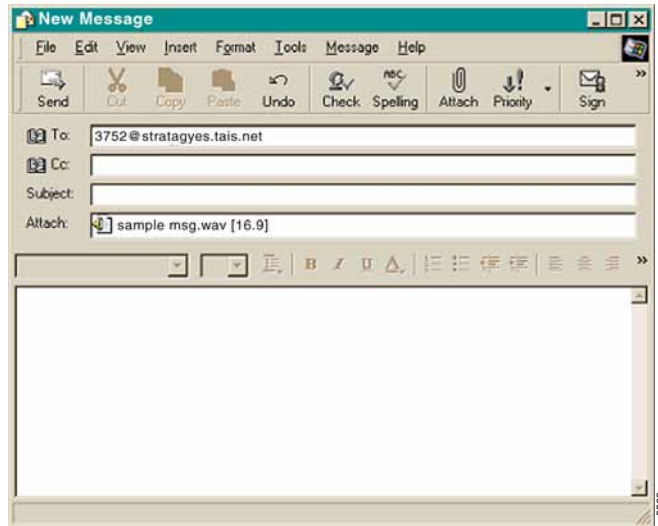 New Message
File Edit View Insert Format Tools Message Help
Send Cut Copy Paste Undo Check Spelling Attach Priority Sign
To: 3752@stratagyes.tais.net
Cc:
Subject:
Attach: sample msg.wav [16.9]
B I U A